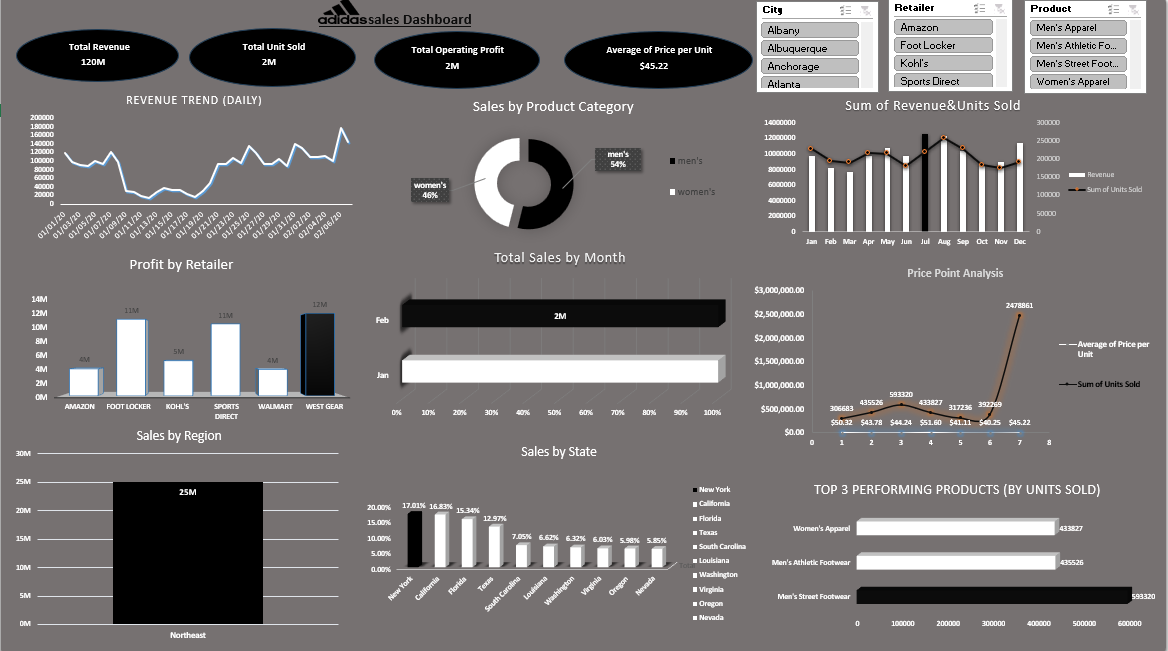 adidas sales Dashboard
Total Revenue
120M
Total Unit Sold
2M
Total Operating Profit
2M
Average of Price per Unit
$45.22
City
Albany
Albuquerque
Anchorage
Atlanta
Retailer
Amazon
Foot Locker
Kohl's
Sports Direct
Product
Men's Apparel
Men's Athletic Fo...
Men's Street Foot...
Women's Apparel
REVENUE TREND (DAILY)
200000
180000
160000
140000
120000
100000
80000
60000
40000
20000
0
01/01/20
01/03/20
01/05/20
01/07/20
01/09/20
01/11/20
01/13/20
01/15/20
01/17/20
01/19/20
01/21/20
01/23/20
01/25/20
01/27/20
01/29/20
01/31/20
02/02/20
02/04/20
02/06/20
Sales by Product Category
men's
54%
women's
46%
men's
women's
Sum of Revenue&Units Sold
14000000
12000000
10000000
8000000
6000000
4000000
2000000
0
300000
250000
200000
150000
100000
50000
0
Jan Feb Mar Apr May Jun Jul Aug Sep Oct Nov Dec
Revenue
Sum of Units Sold
Profit by Retailer
14M
12M
10M
8M
6M
4M
2M
0M
4M
11M
5M
11M
4M
12M
AMAZON FOOT LOCKER KOHL'S SPORTS DIRECT WALMART WEST GEAR
Total Sales by Month
Feb
2M
Jan
0% 10% 20% 30% 40% 50% 60% 70% 80% 90% 100%
Price Point Analysis
$3,000,000.00
$2,500,000.00
$2,000,000.00
$1,500,000.00
$1,000,000.00
$500,000.00
$0.00
306683
435526
593320
433827
317236
392269
2478861
$50.32 $43.78 $44.24 $51.60 $41.11 $40.25 $45.22
0 1 2 3 4 5 6 7 8
Average of Price per
Unit
Sum of Units Sold
Sales by Region
30M
25M
20M
15M
10M
5M
0M
25M
Northeast
Sales by State
20.00%
15.00%
10.00%
5.00%
0.00%
17.01% 16.83% 15.34% 12.97% 7.05% 6.62% 6.32% 6.03% 5.98% 5.85%
New York
California
Florida
Texas
South Carolina
Louisiana
Washington
Virginia
Oregon
Nevada
New York
California
Florida
Texas
South Carolina
Louisiana
Washington
Virginia
Oregon
Nevada
TOP 3 PERFORMING PRODUCTS (BY UNITS SOLD)
Women's Apparel
433827
Men's Athletic Footwear
435526
Men's Street Footwear
593320
0 100000 200000 300000 400000 500000 600000